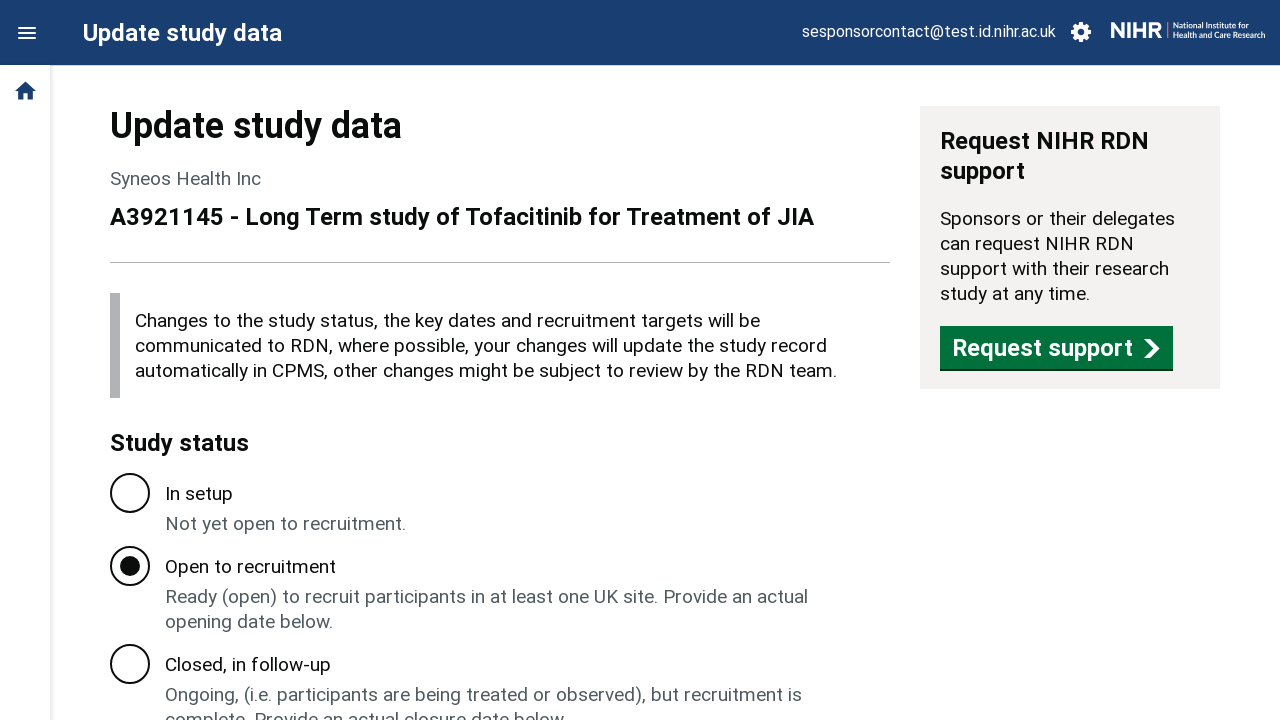 Update study data
sesponsorcontact@test.id.nihr.ac.uk
NIHR
National Institute for
Health and Care Research
Update study data
Syneos Health Inc
A3921145 - Long Term study of Tofacitinib for Treatment of JIA
Changes to the study status, the key dates and recruitment targets will be
communicated to RDN, where possible, your changes will update the study record
automatically in CPMS, other changes might be subject to review by the RDN team.
Study status
In setup
Not yet open to recruitment.
Open to recruitment
Ready (open) to recruit participants in at least one UK site. Provide an actual
opening date below.
Closed, in follow-up
Ongoing, (i.e. participants are being treated or observed), but recruitment is
complete. Provide an actual closure date below.
Request NIHR RDN
support
Sponsors or their delegates
can request NIHR RDN
support with their research
study at any time.
Request support